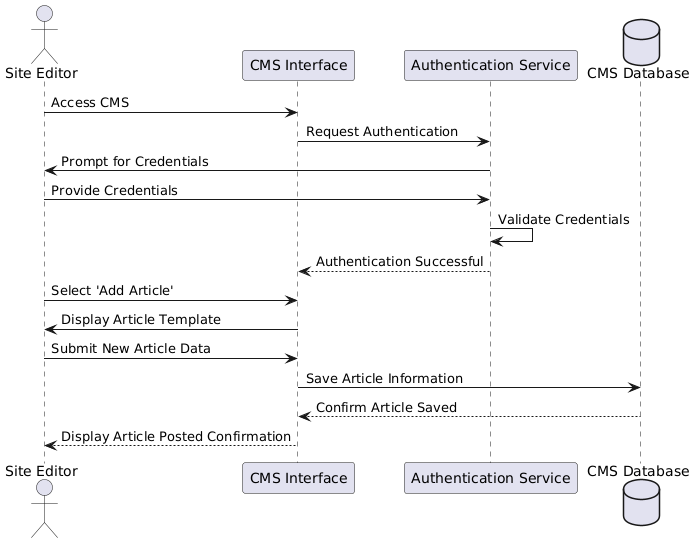 Site Editor
CMS Interface
Authentication Service
CMS Database
Access CMS
Request Authentication
Prompt for Credentials
Provide Credentials
Validate Credentials
Authentication Successful
Select 'Add Article'
Display Article Template
Submit New Article Data
Save Article Information
Confirm Article Saved
Display Article Posted Confirmation
Site Editor
CMS Interface
Authentication Service
CMS Database